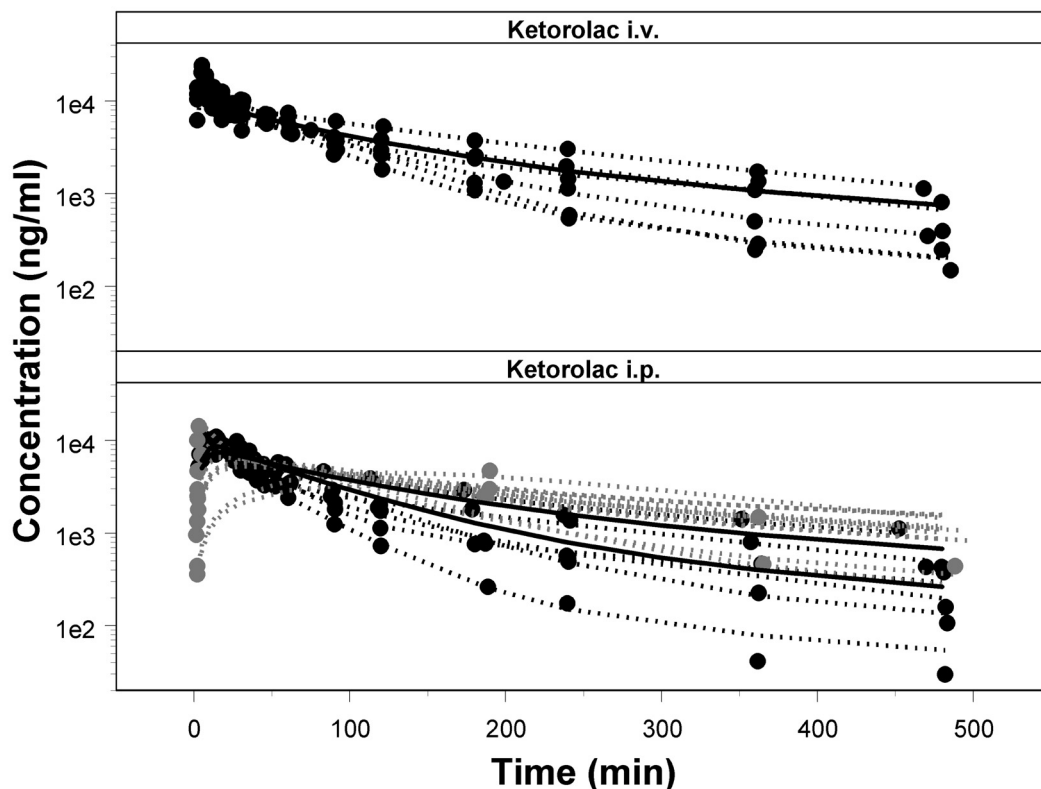 Ketorolac i.v.
1e4
1e3
1e2
Ketorolac i.p.
1e4
1e3
1e2
Concentration (ng/ml)
0 100 200 300 400 500
Time (min)